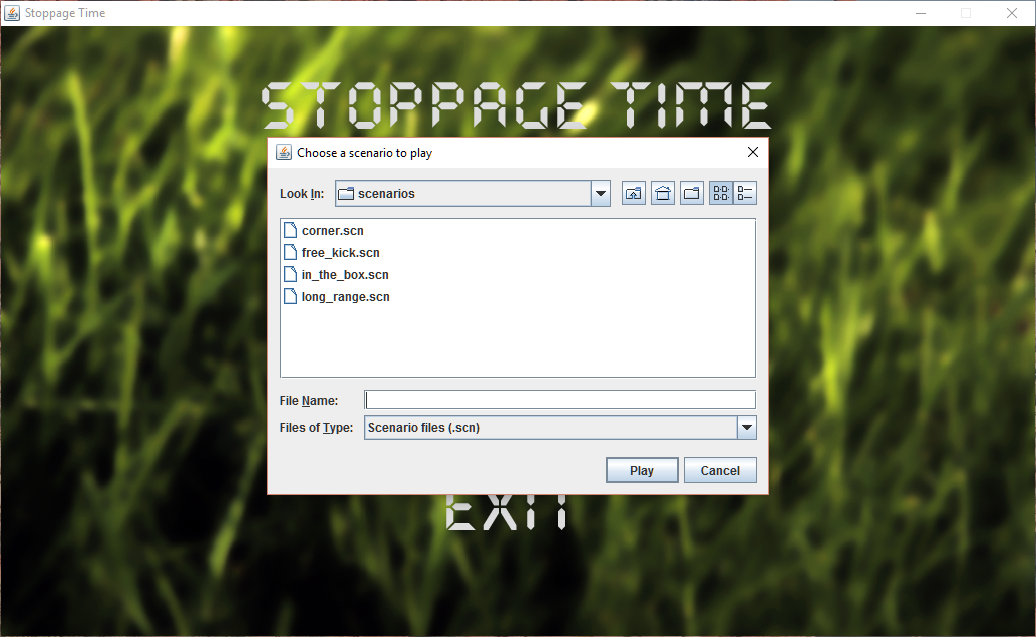 Stoppage Time
STOPPAGE TIME
Choose a scenario to play
Look In: scenarios
corner.scn
free_kick.scn
in_the_box.scn
long_range.scn
File Name:
Files of Type: Scenario files (.scn)
Play Cancel
EXIT